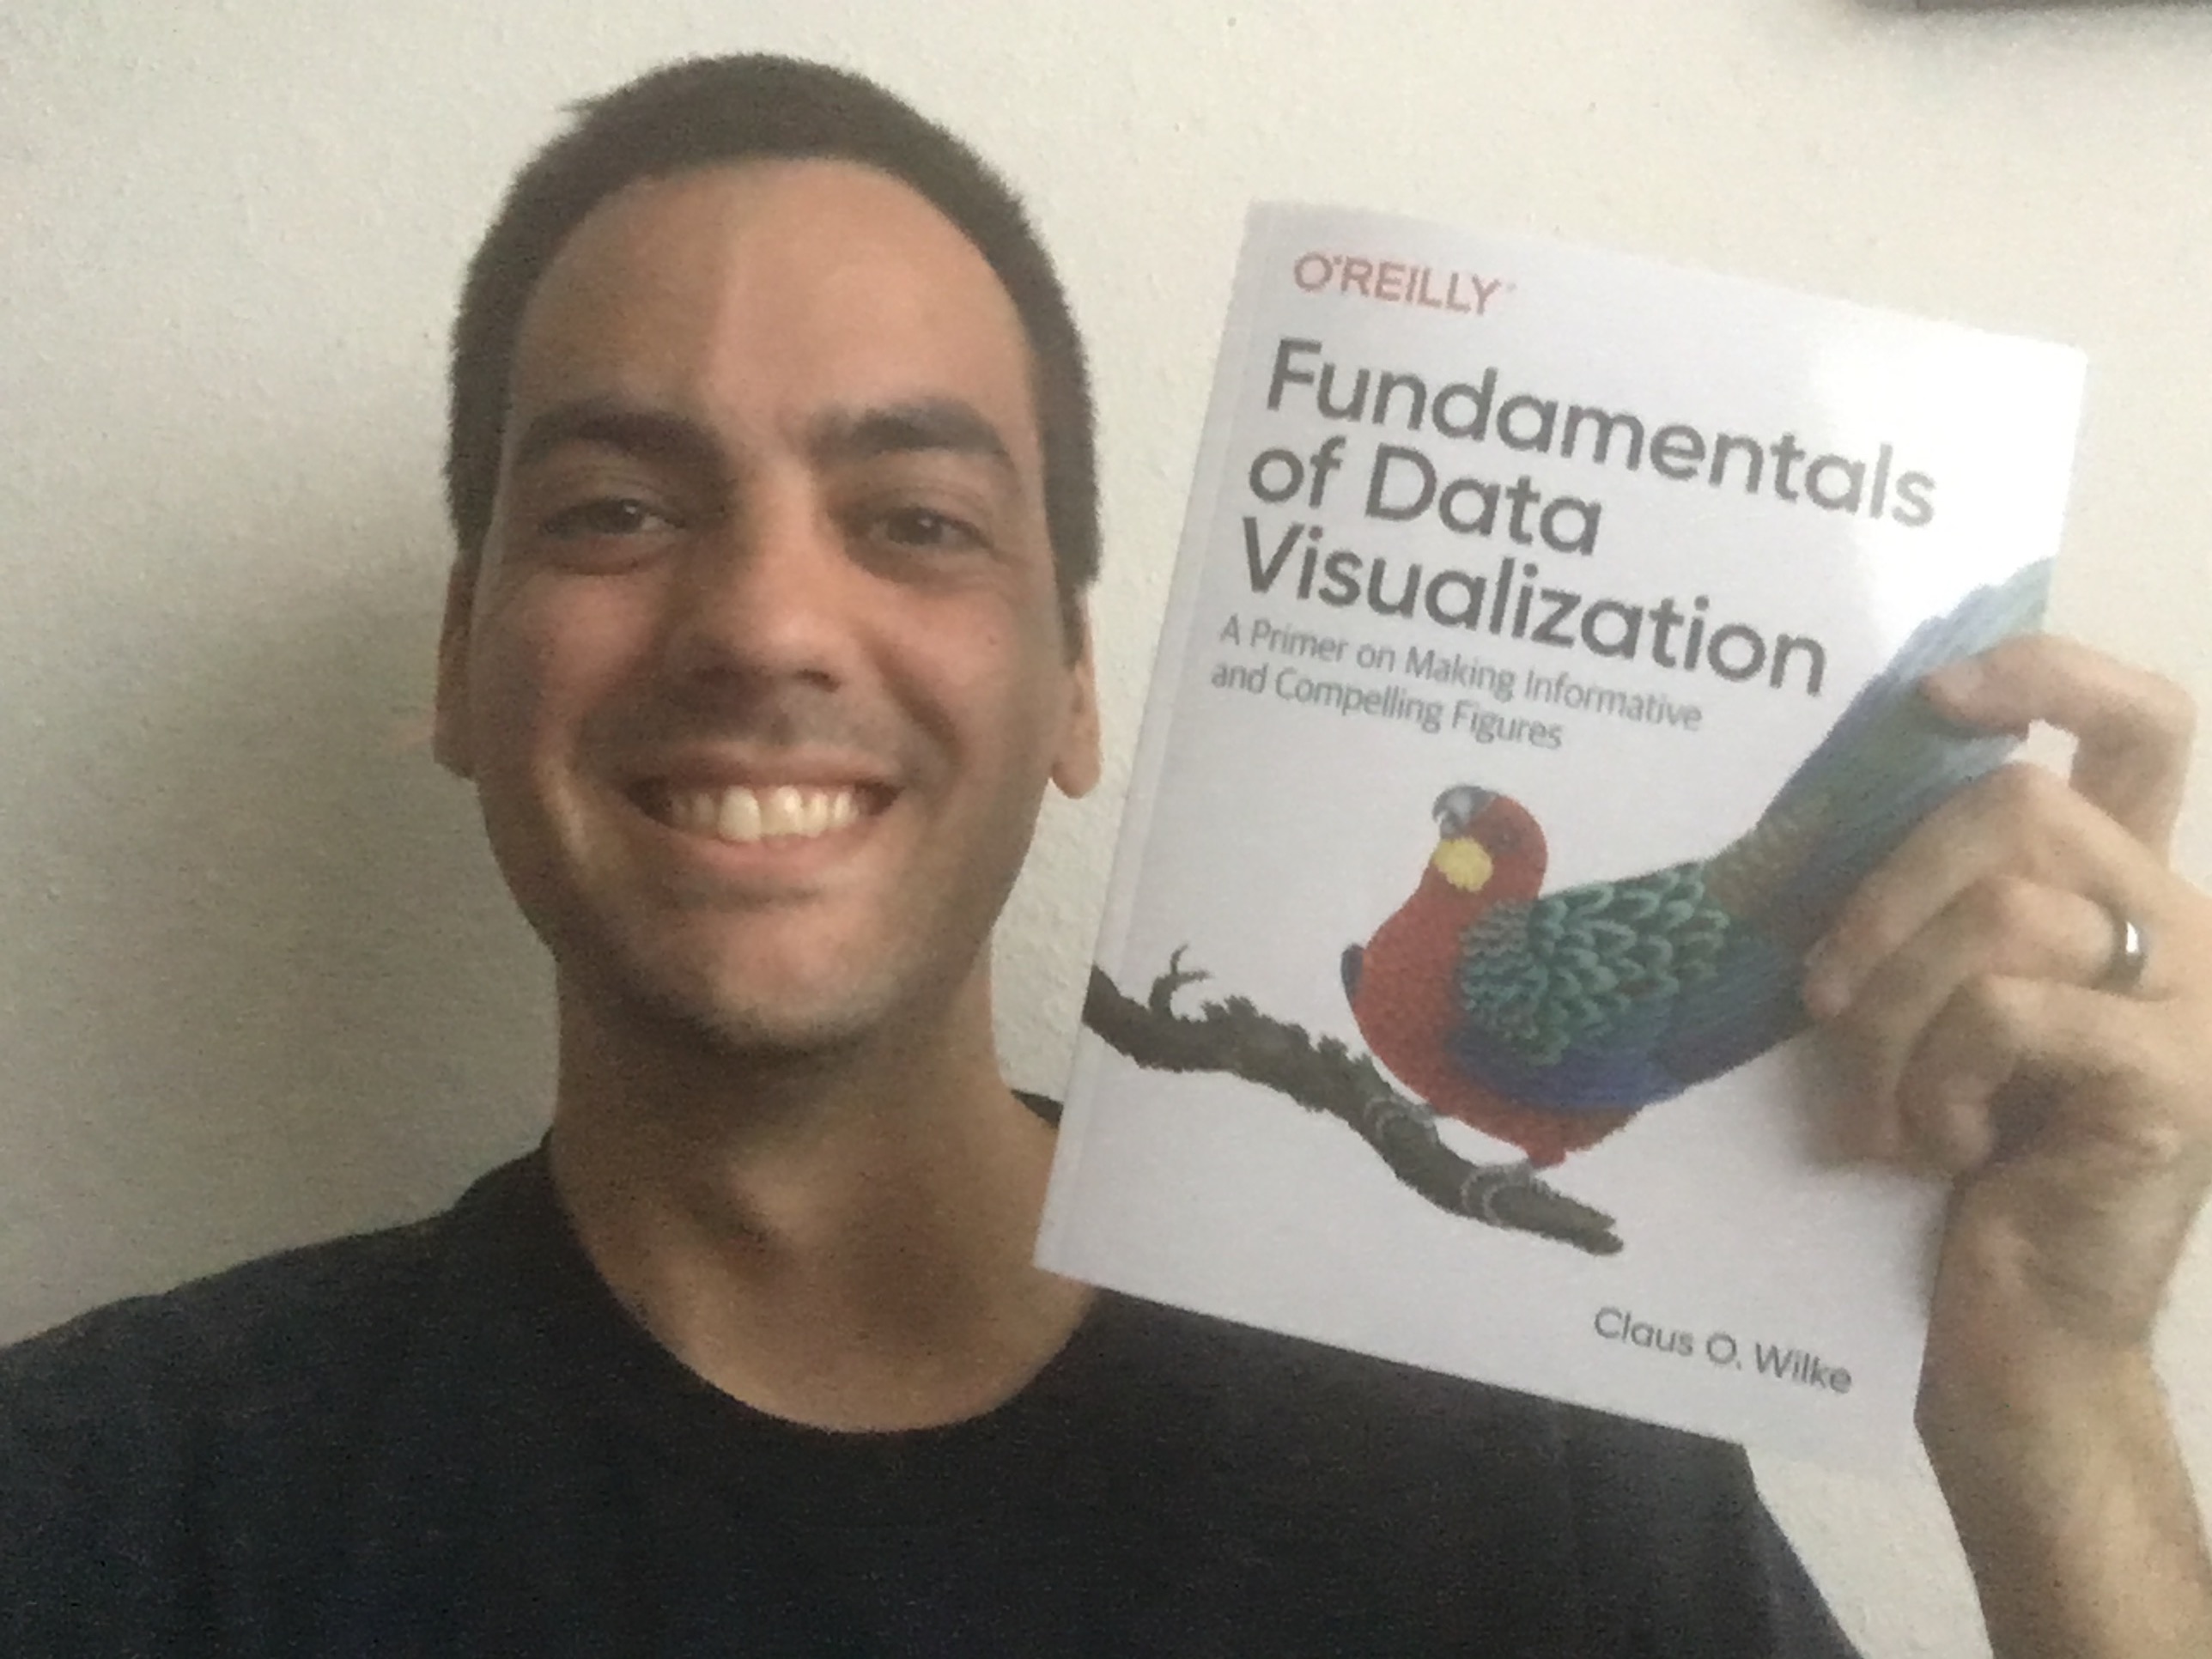 O'REILLY
Fundamentals
of Data
Visualization
A Primer on Making Informative
and Compelling Figures
Claus O. Wilke